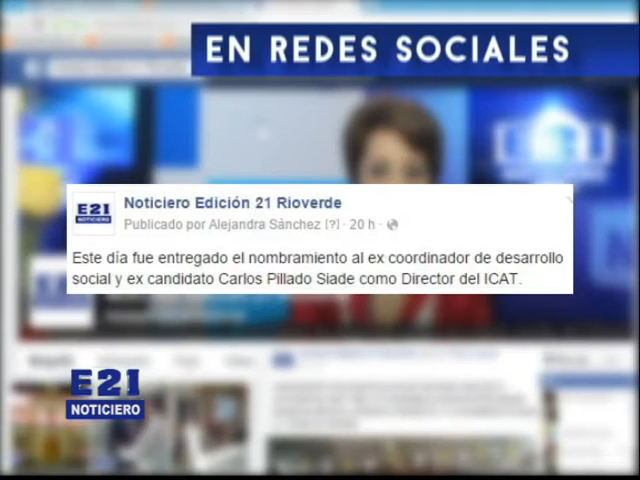 EN REDES SOCIALES
E21
NOTICIERO
Noticiero Edición 21 Rioverde
Publicado por Alejandra Sánchez [?] · 20 h ·
Este día fue entregado el nombramiento al ex coordinador de desarrollo
social y ex candidato Carlos Pillado Siade como Director del ICAT.
E21
NOTICIERO